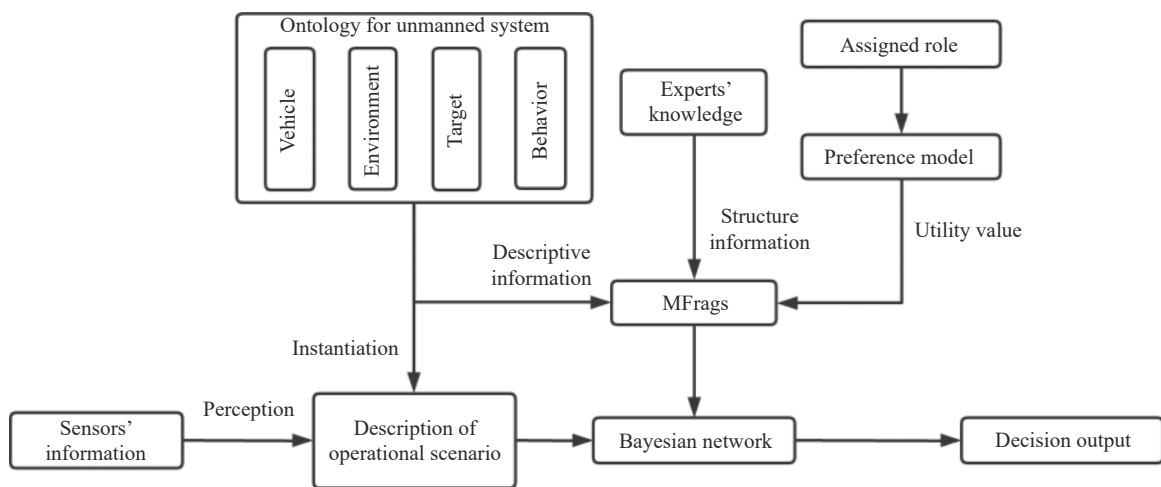 Ontology for unmanned system
Vehicle
Environment
Target
Behavior
Experts’
knowledge
Assigned role
Preference model
Structure
information
Utility value
Descriptive
information
MFrags
Instantiation
Sensors’
information
Perception
Description of
operational scenario
Bayesian network
Decision output